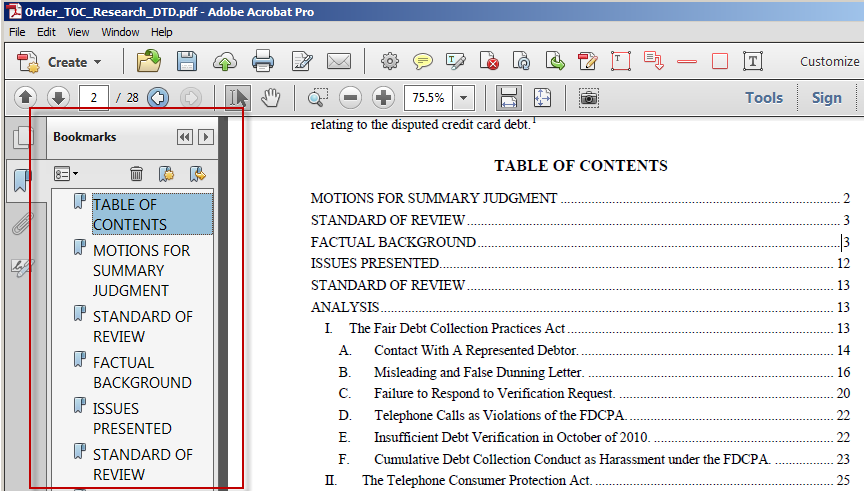 Order_TOC_Research_DTD.pdf - Adobe Acrobat Pro
File Edit View Window Help
Create Customize
2 / 28 75.5% Tools Sign
Bookmarks
TABLE OF
CONTENTS
MOTIONS FOR
SUMMARY
JUDGMENT
STANDARD OF
REVIEW
FACTUAL
BACKGROUND
ISSUES
PRESENTED
STANDARD OF
REVIEW
relating to the disputed credit card debt.1
TABLE OF CONTENTS
MOTIONS FOR SUMMARY JUDGMENT 2
STANDARD OF REVIEW 3
FACTUAL BACKGROUND 3
ISSUES PRESENTED 12
STANDARD OF REVIEW 13
ANALYSIS 13
I. The Fair Debt Collection Practices Act 13
A. Contact With A Represented Debtor. 14
B. Misleading and False Dunning Letter. 16
C. Failure to Respond to Verification Request. 20
D. Telephone Calls as Violations of the FDCPA. 22
E. Insufficient Debt Verification in October of 2010. 22
F. Cumulative Debt Collection Conduct as Harassment under the FDCPA. 23
II. The Telephone Consumer Protection Act. 25